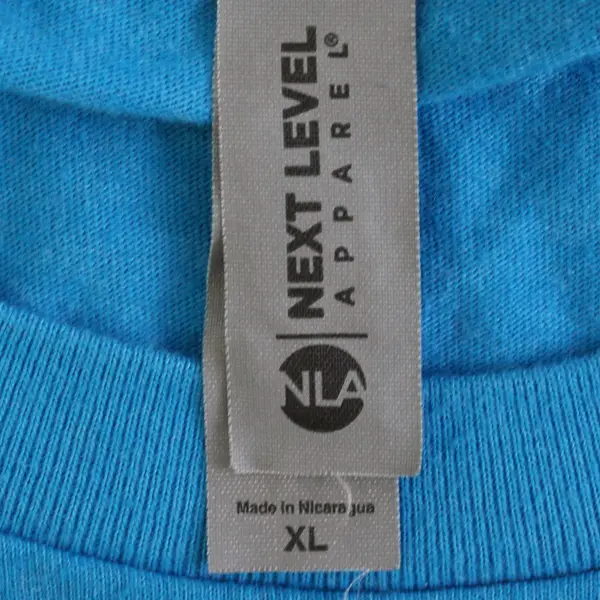 NEXT LEVEL
APPAREL®
NLA
Made in Nicaragua
XL